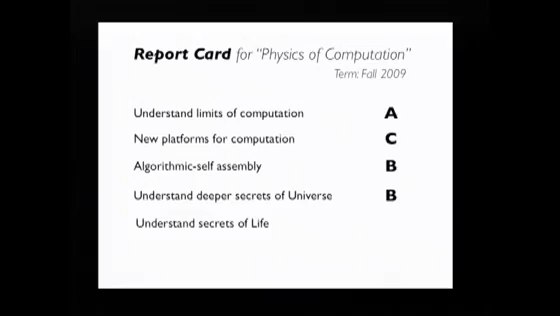 Report Card for "Physics of Computation"
Term: Fall 2009
Understand limits of computation A
New platforms for computation C
Algorithmic-self assembly B
Understand deeper secrets of Universe B
Understand secrets of Life